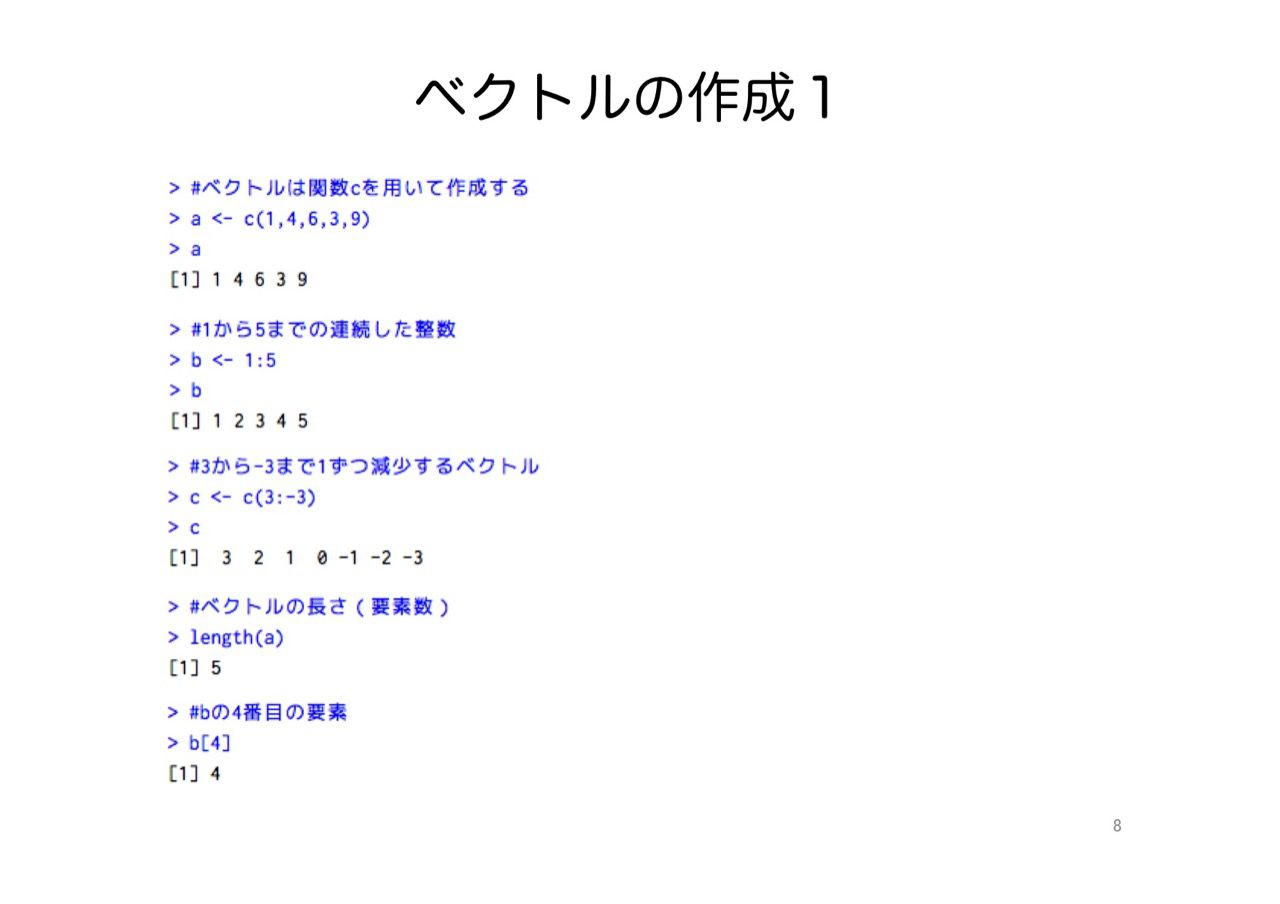 ベクトルの作成１
> #ベクトルは関数cを用いて作成する
> a <- c(1,4,6,3,9)
> a
[1] 1 4 6 3 9
> #1から5までの連続した整数
> b <- 1:5
> b
[1] 1 2 3 4 5
> #3から-3まで1ずつ減少するベクトル
> c <- c(3:-3)
> c
[1]  3  2  1  0 -1 -2 -3
> #ベクトルの長さ（要素数）
> length(a)
[1] 5
> #bの4番目の要素
> b[4]
[1] 4
8